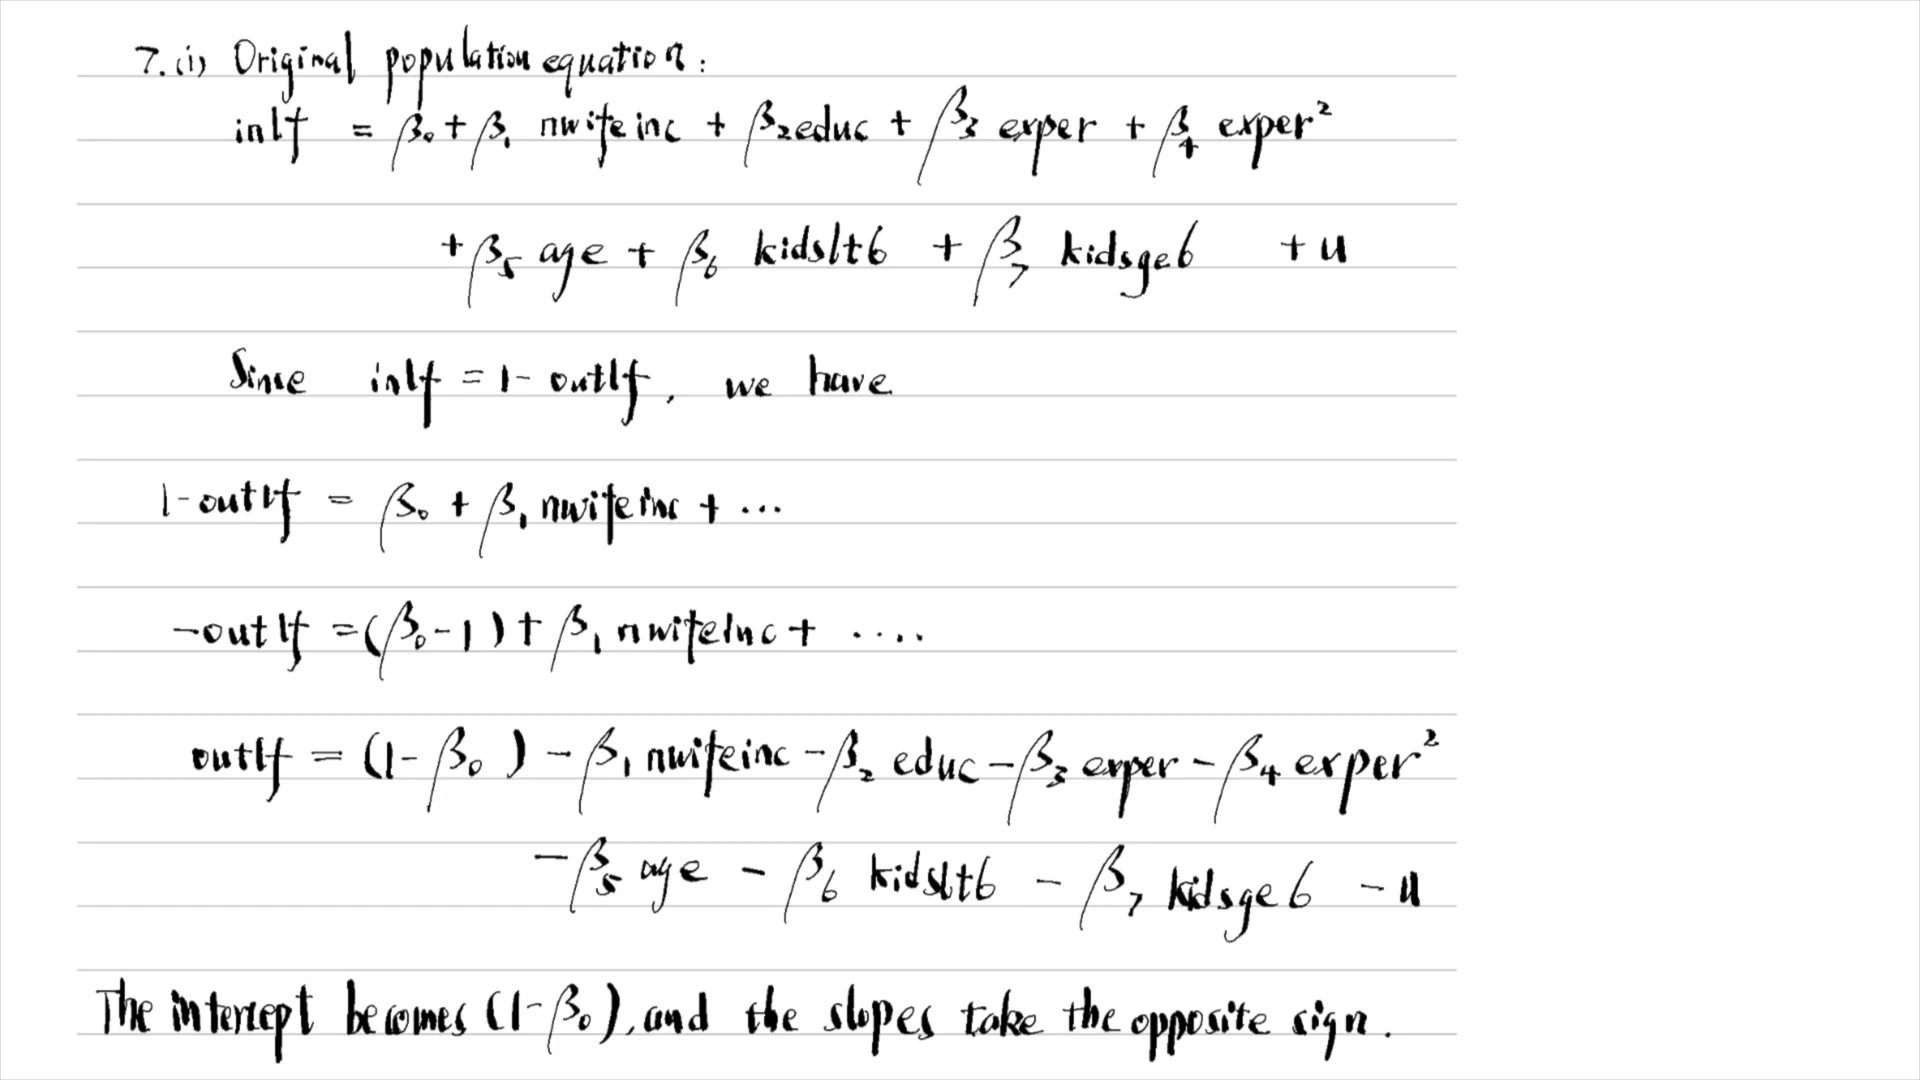 7. (i) Original population equation:
inlf = β₀ + β₁ nwifeinc + β₂educ + β₃ exper + β₄ exper²
+ β₅ age + β₆ kidslt6 + β₇ kidsge6 + u
Since inlf = 1 - outlf, we have
1 - outlf = β₀ + β₁ nwifeinc + ...
-outlf = (β₀ - 1) + β₁ nwifeinc + ....
outlf = (1 - β₀) - β₁ nwifeinc - β₂ educ - β₃ exper - β₄ exper²
- β₅ age - β₆ kidslt6 - β₇ kidsge6 - u
The intercept becomes (1 - β₀), and the slopes take the opposite sign.